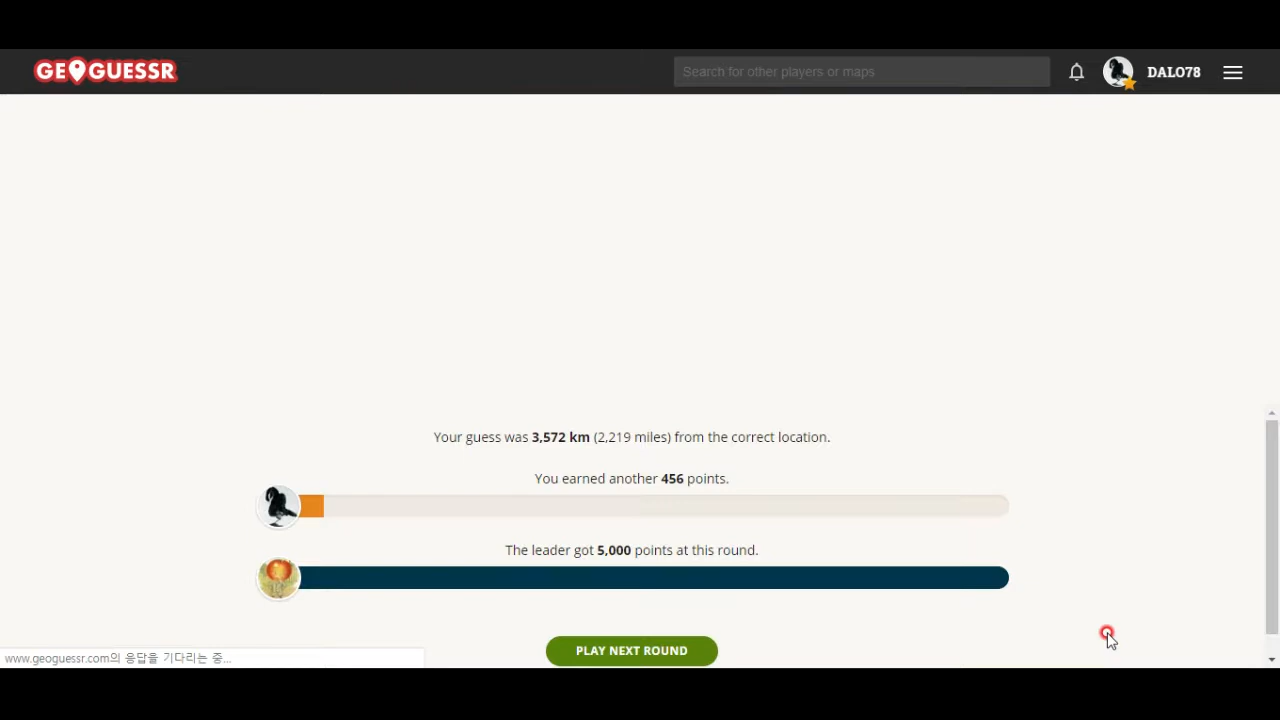 GEOGUESSR
Search for other players or maps
DALO78
Your guess was 3,572 km (2,219 miles) from the correct location.
You earned another 456 points.
The leader got 5,000 points at this round.
PLAY NEXT ROUND
www.geoguessr.com의 응답을 기다리는 중...